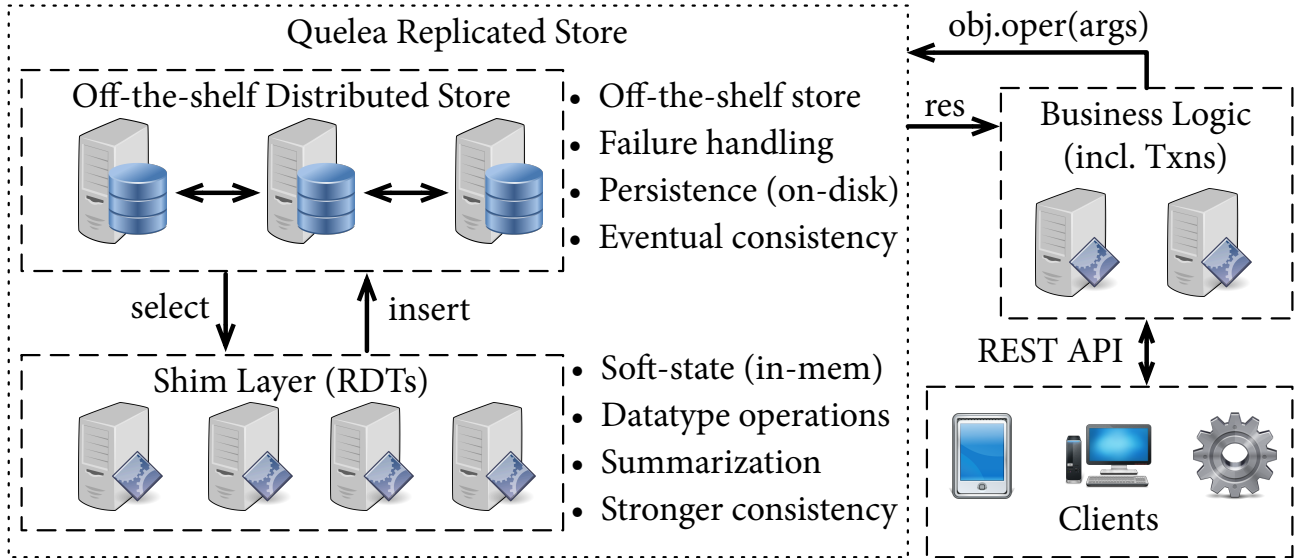 Quelea Replicated Store
Off-the-shelf Distributed Store
• Off-the-shelf store
• Failure handling
• Persistence (on-disk)
• Eventual consistency
select
insert
Shim Layer (RDTs)
• Soft-state (in-mem)
• Datatype operations
• Summarization
• Stronger consistency
obj.oper(args)
res
Business Logic
(incl. Txns)
REST API
Clients